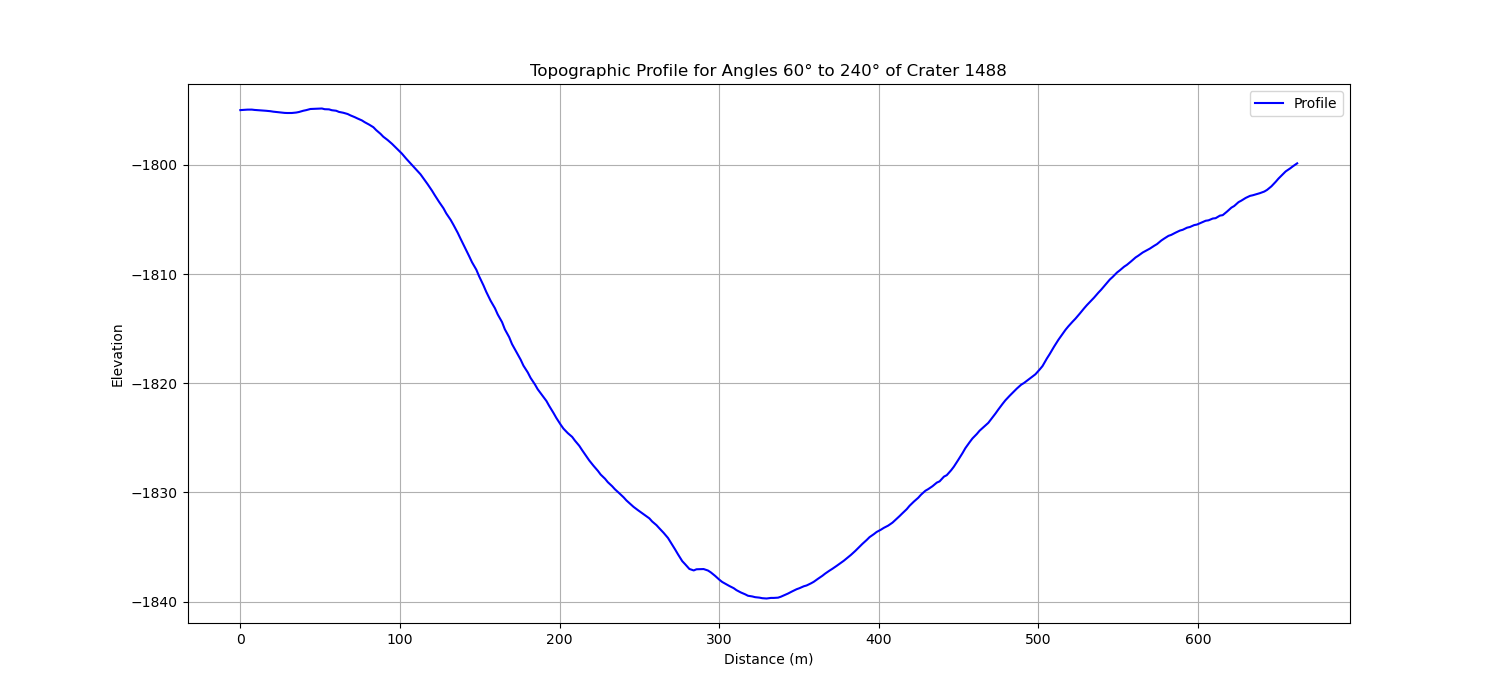 Topographic Profile for Angles 60° to 240° of Crater 1488
Profile
−1800
−1810
−1820
−1830
−1840
Elevation
0 100 200 300 400 500 600
Distance (m)